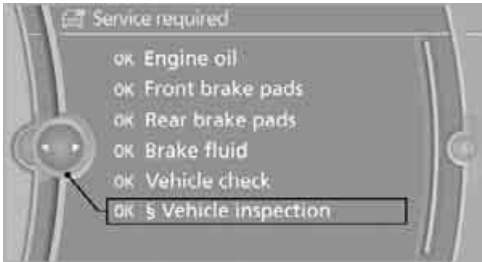 Service required
OK Engine oil
OK Front brake pads
OK Rear brake pads
OK Brake fluid
OK Vehicle check
OK § Vehicle inspection